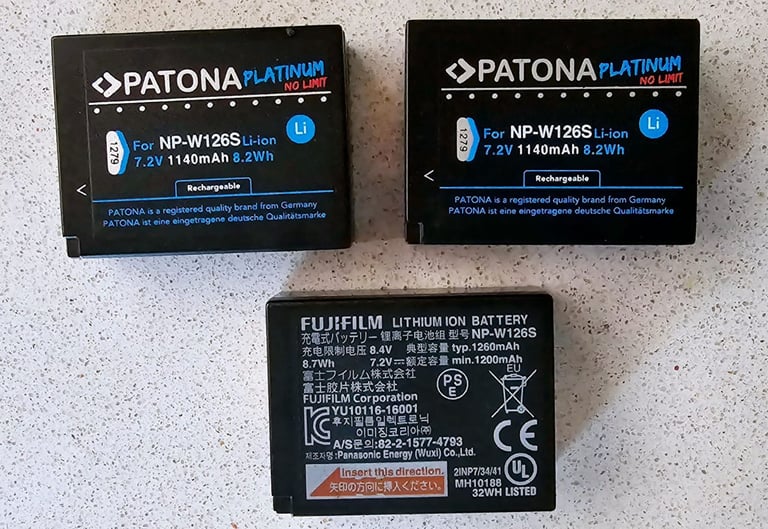 PATONA PLATINUM
NO LIMIT
1279
For NP-W126S Li-ion
Li
7.2V 1140mAh 8.2Wh
<
Rechargeable
PATONA is a registered quality brand from Germany
PATONA ist eine eingetragene deutsche Qualitätsmarke
PATONA PLATINUM
NO LIMIT
1279
For NP-W126S Li-ion
Li
7.2V 1140mAh 8.2Wh
<
Rechargeable
PATONA is a registered quality brand from Germany
PATONA ist eine eingetragene deutsche Qualitätsmarke
FUJIFILM LITHIUM ION BATTERY
充電式バッテリー 锂离子电池组 型号 NP-W126S
充电限制电压 8.4V 典型容量 typ.1260mAh
8.7Wh 7.2V⎓ 额定容量 min.1200mAh
富士フイルム株式会社
富士胶片株式会社
FUJIFILM Corporation
YU10116-16001
후지필름일렉트로닉
이미징코리아㈜
A/S문의:82-2-1577-4793
제조자명:Panasonic Energy (Wuxi) Co.,Ltd.
Insert this direction.
矢印の方向に挿入ください。
PSE
EU
CE
UL
2INP7/34/41
MH10188
32WH LISTED